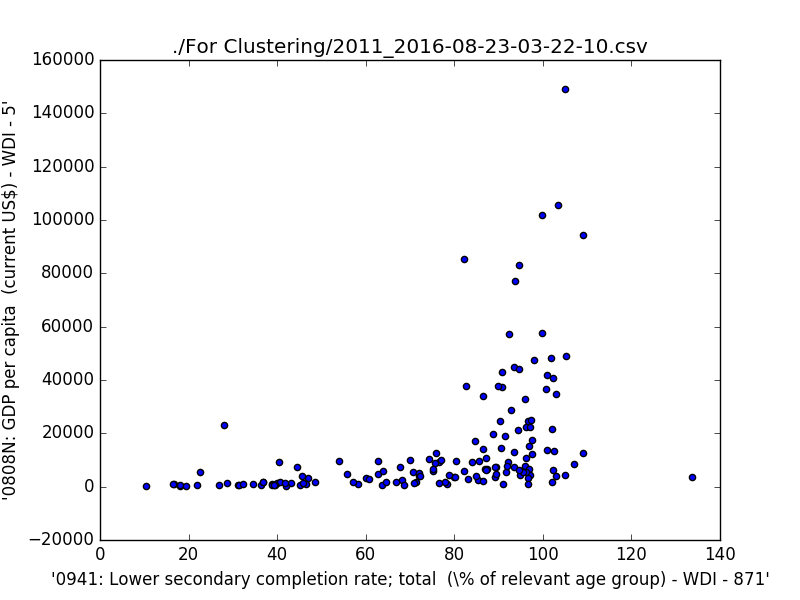 ./For Clustering/2011_2016-08-23-03-22-10.csv
160000
140000
120000
100000
80000
60000
40000
20000
0
−20000
'0808N: GDP per capita  (current US$) - WDI - 5'
0 20 40 60 80 100 120 140
'0941: Lower secondary completion rate; total  (\% of relevant age group) - WDI - 871'